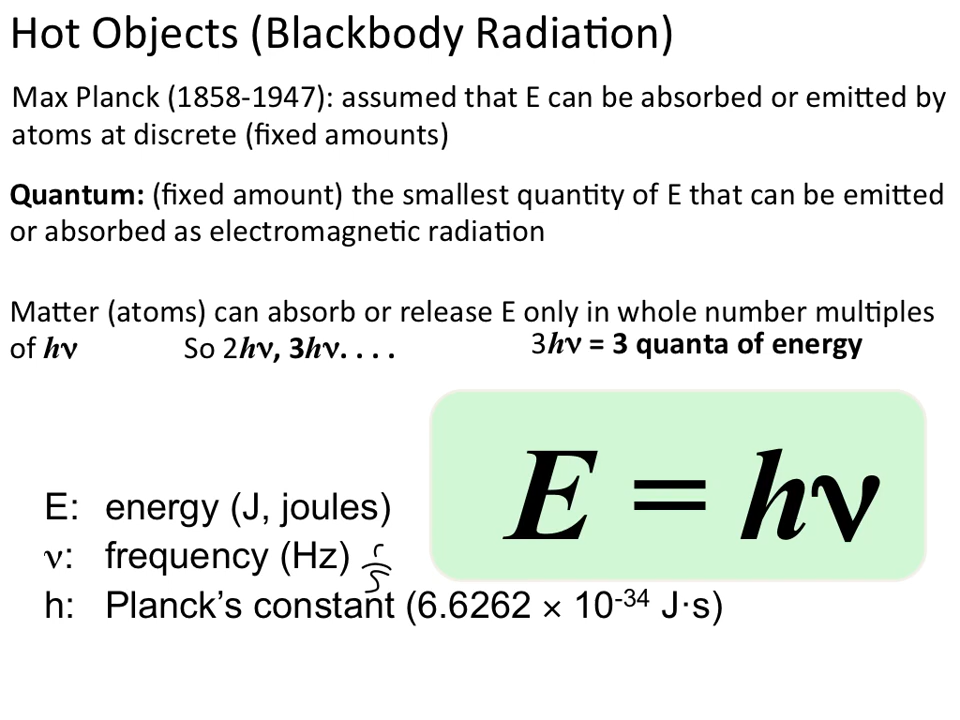 Hot Objects (Blackbody Radiation)
Max Planck (1858-1947): assumed that E can be absorbed or emitted by
atoms at discrete (fixed amounts)
Quantum: (fixed amount) the smallest quantity of E that can be emitted
or absorbed as electromagnetic radiation
Matter (atoms) can absorb or release E only in whole number multiples
of hν So 2hν, 3hν. . . . 3hν = 3 quanta of energy
E = hν
E: energy (J, joules)
ν: frequency (Hz)
h: Planck’s constant (6.6262 × 10⁻³⁴ J·s)